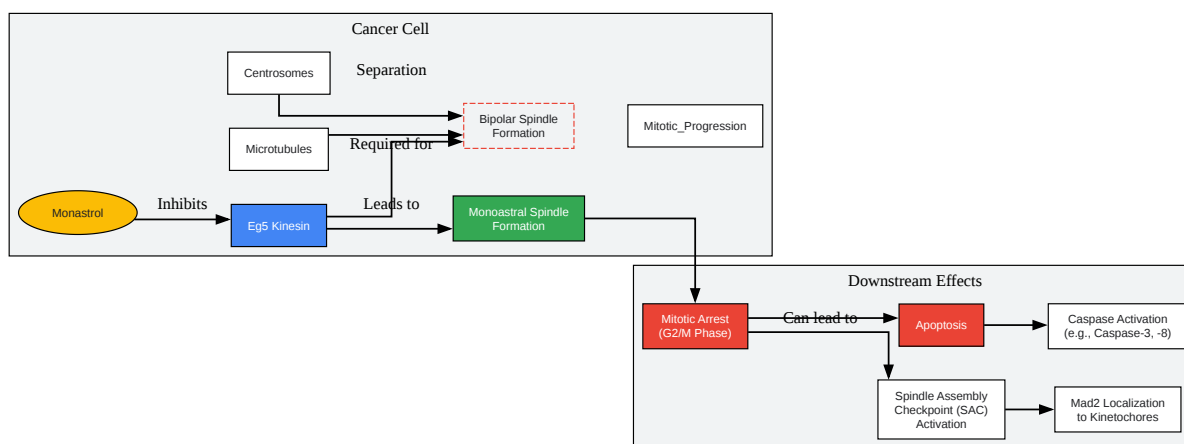 Cancer Cell
Centrosomes
Separation
Bipolar Spindle
Formation
Mitotic_Progression
Microtubules
Required for
Monastrol
Inhibits
Eg5 Kinesin
Leads to
Monoastral Spindle
Formation
Downstream Effects
Mitotic Arrest
(G2/M Phase)
Can lead to
Apoptosis
Caspase Activation
(e.g., Caspase-3, -8)
Spindle Assembly
Checkpoint (SAC)
Activation
Mad2 Localization
to Kinetochores